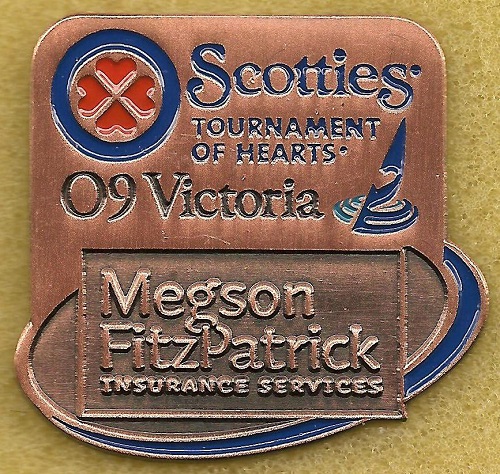 Scotties
TOURNAMENT
OF HEARTS
09 Victoria
Megson
FitzPatrick
INSURANCE SERVICES